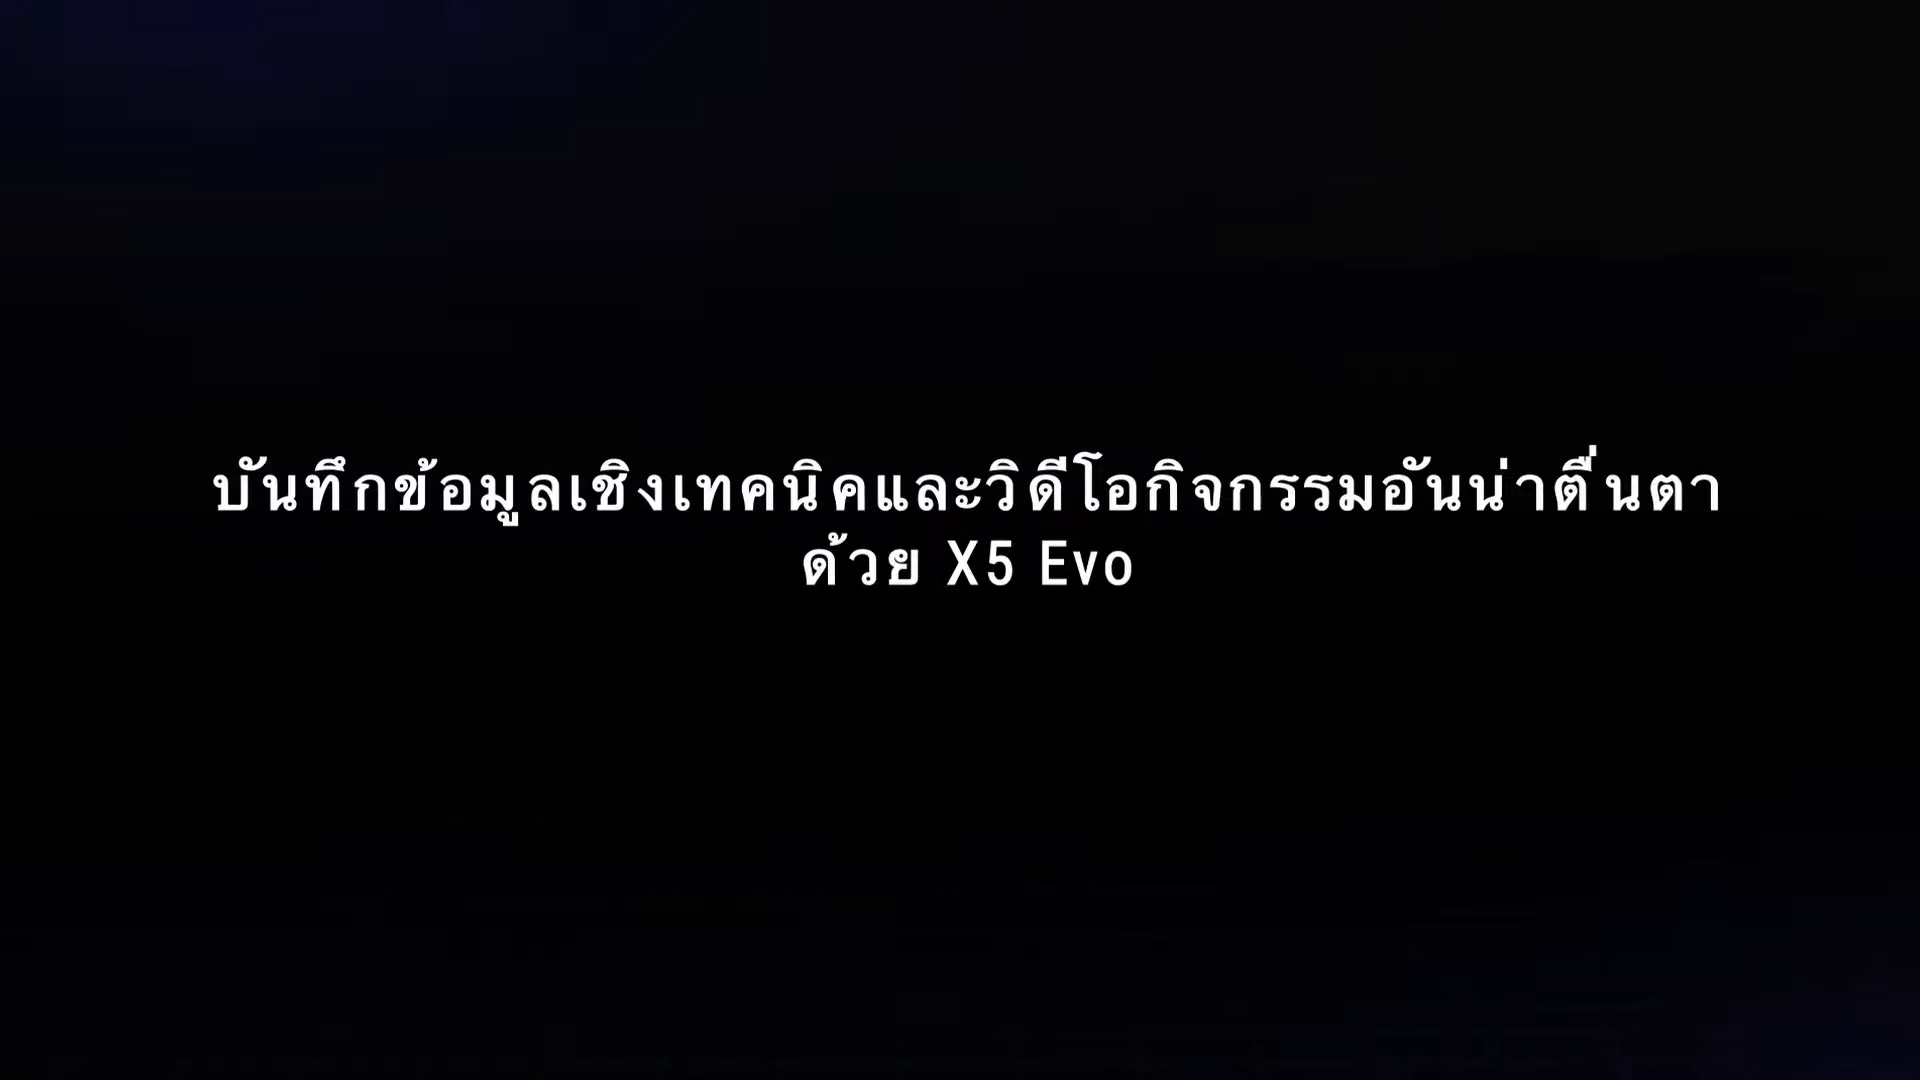 บันทึกข้อมูลเชิงเทคนิคและวิดีโอกิจกรรมอันน่าตื่นตา
ด้วย X5 Evo